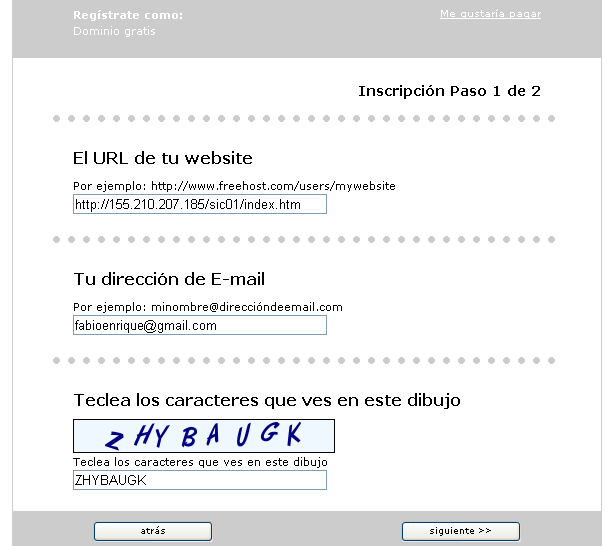 Regístrate como:
Me gustaría pagar
Dominio gratis
Inscripción Paso 1 de 2
El URL de tu website
Por ejemplo: http://www.freehost.com/users/mywebsite
http://155.210.207.185/sic01/index.htm
Tu dirección de E-mail
Por ejemplo: minombre@direccióndeemail.com
fabioenrique@gmail.com
Teclea los caracteres que ves en este dibujo
ZHYBAUGK
Teclea los caracteres que ves en este dibujo
ZHYBAUGK
atrás
siguiente >>